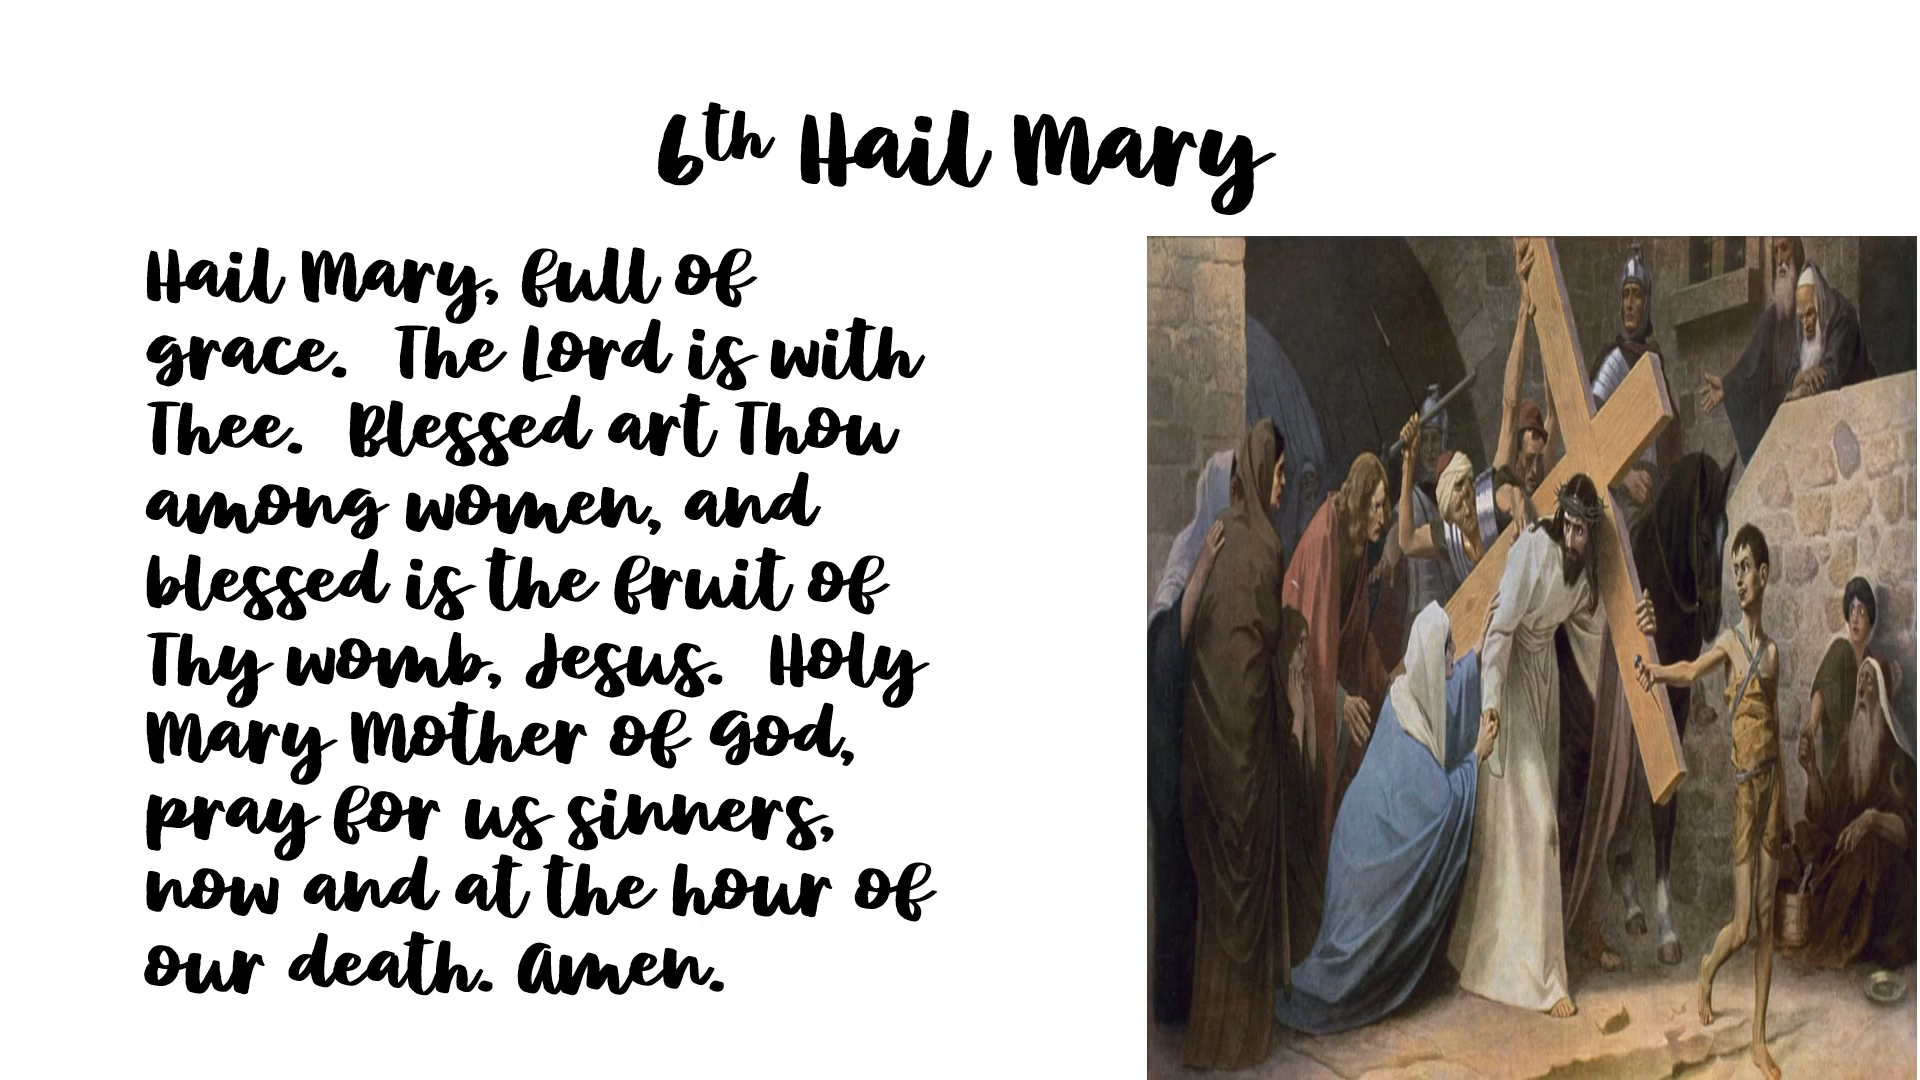 6th Hail Mary
Hail Mary, full of
grace.  The Lord is with
Thee.  Blessed art Thou
among women, and
blessed is the fruit of
Thy womb, Jesus.  Holy
Mary Mother of God,
pray for us sinners,
now and at the hour of
our death. Amen.